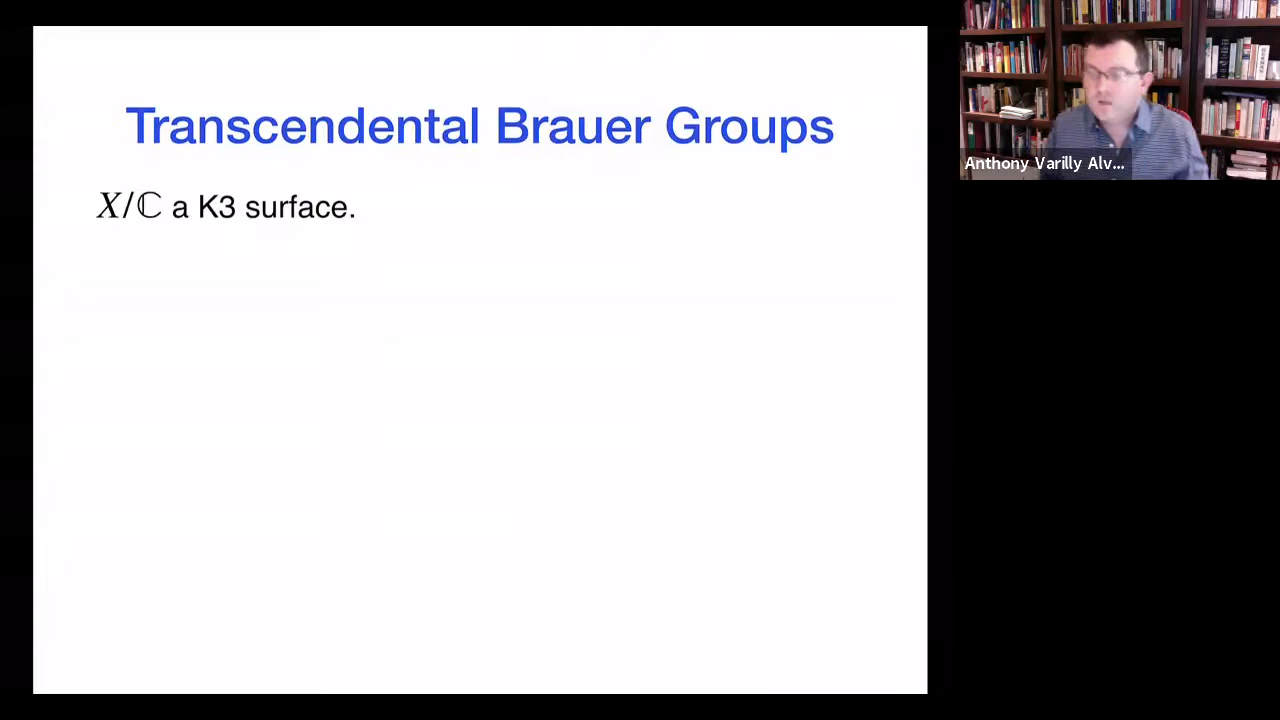 Transcendental Brauer Groups
X/ℂ a K3 surface.
Anthony Varilly Alv...